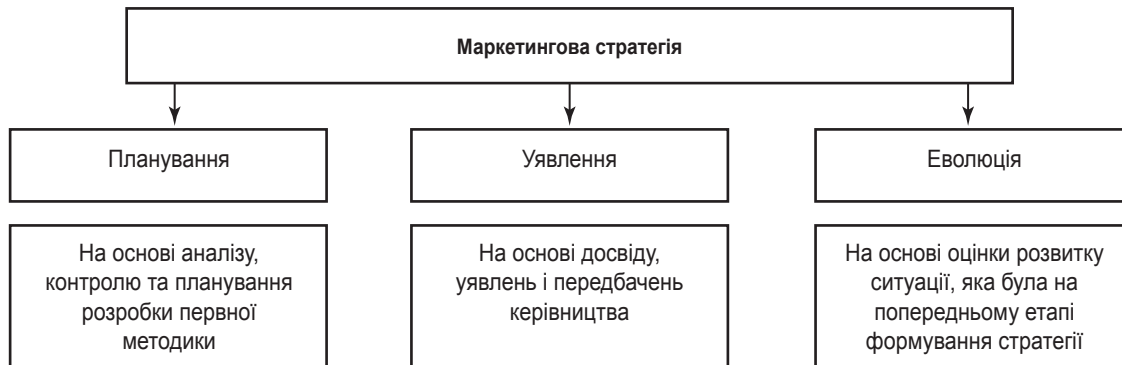 Маркетингова стратегія
Планування
Уявлення
Еволюція
На основі аналізу,
контролю та планування
розробки первної
методики
На основі досвіду,
уявлень і передбачень
керівництва
На основі оцінки розвитку
ситуації, яка була на
попередньому етапі
формування стратегії